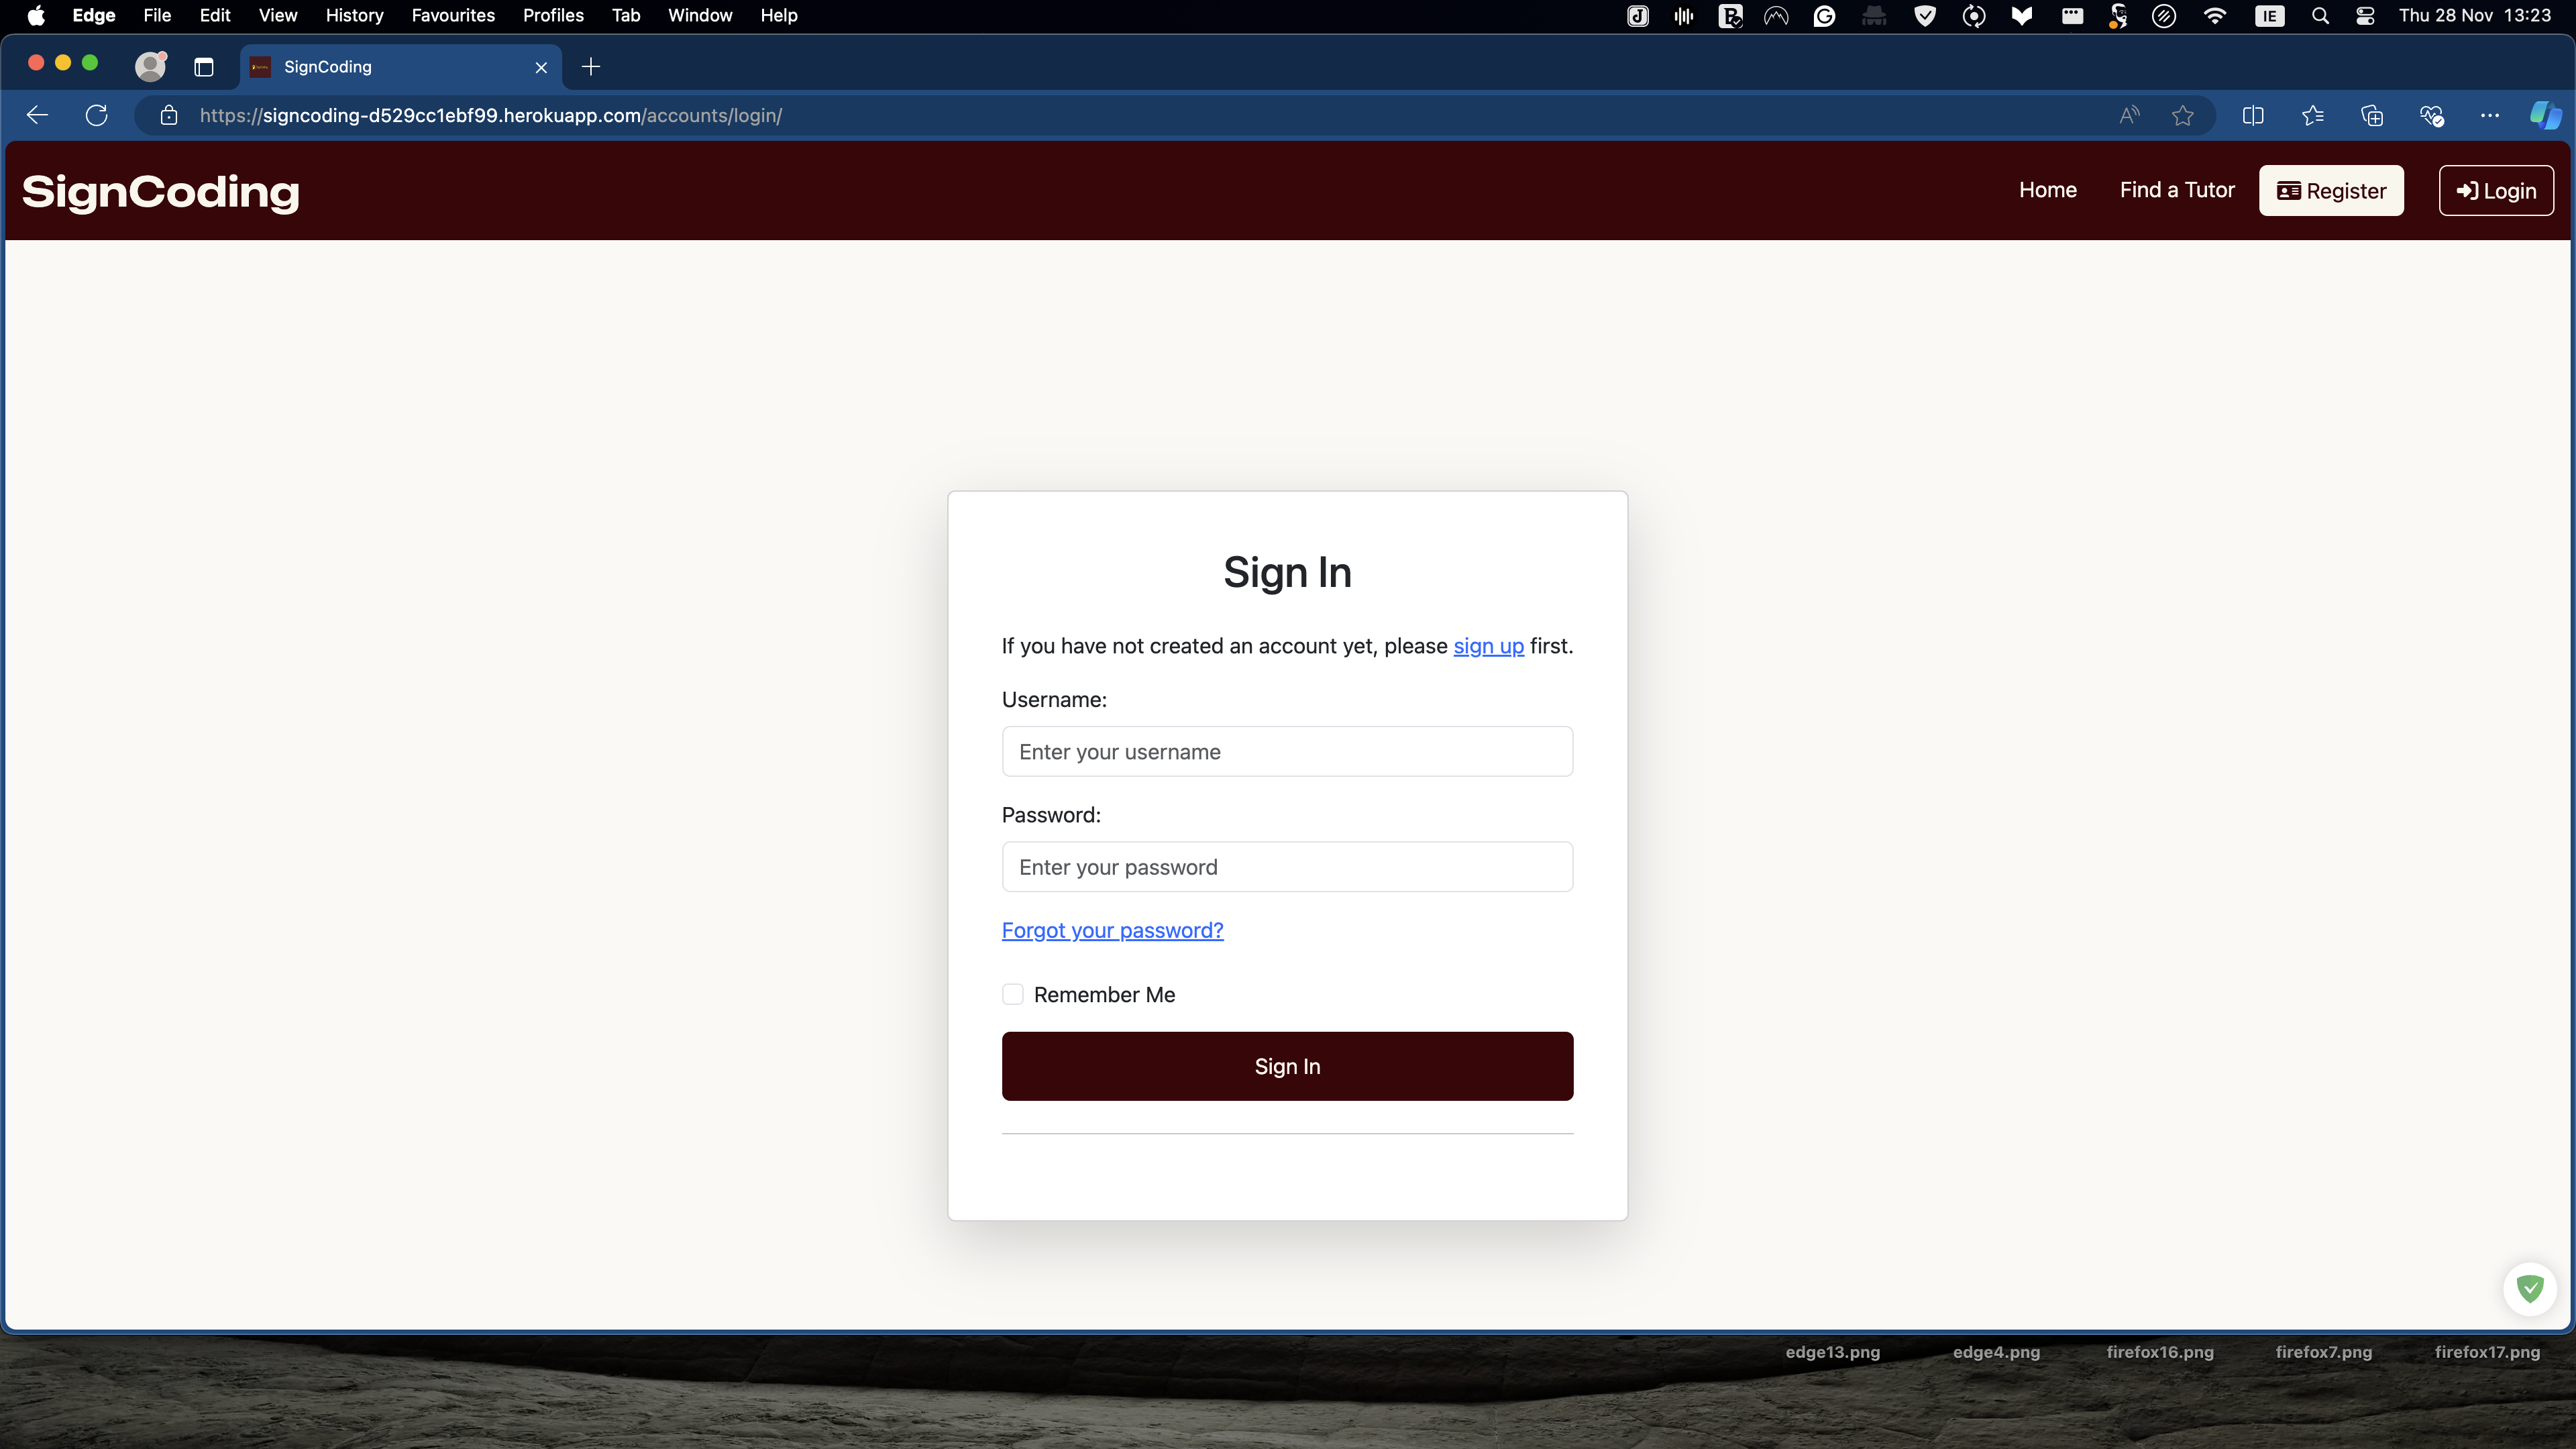 Edge File Edit View History Favourites Profiles Tab Window Help IE Thu 28 Nov 13:23
SignCoding
https://signcoding-d529cc1ebf99.herokuapp.com/accounts/login/
SignCoding Home Find a Tutor Register Login
Sign In
If you have not created an account yet, please sign up first.
Username:
Enter your username
Password:
Enter your password
Forgot your password?
Remember Me
Sign In
edge13.png edge4.png firefox16.png firefox7.png firefox17.png